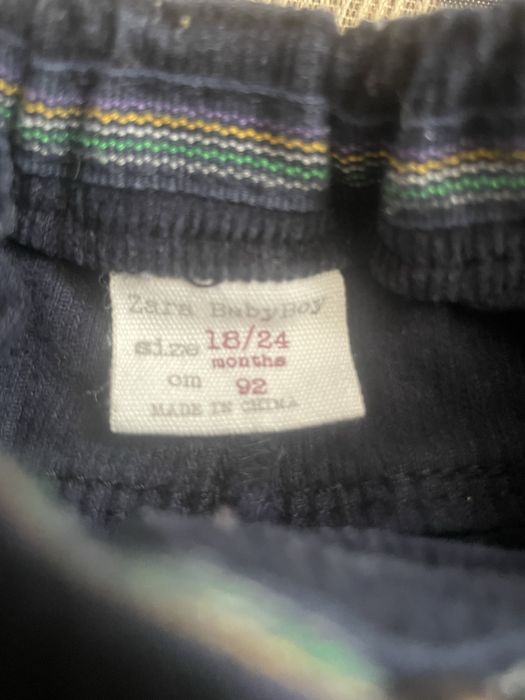 Zara BabyBoy
size 18/24
months
cm 92
MADE IN CHINA